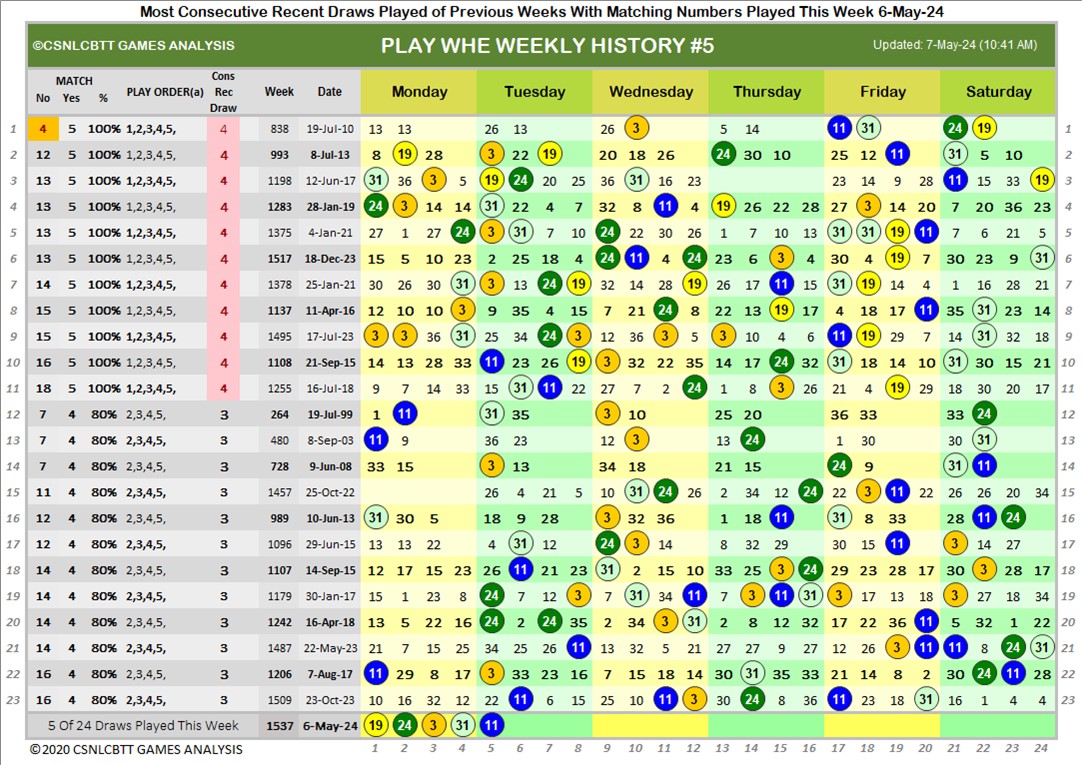 Most Consecutive Recent Draws Played of Previous Weeks With Matching Numbers Played This Week 6-May-24
©CSNLCBTT GAMES ANALYSIS PLAY WHE WEEKLY HISTORY #5 Updated: 7-May-24 (10:41 AM)
MATCH Cons
No Yes % PLAY ORDER(a) Rec Week Date Monday Tuesday Wednesday Thursday Friday Saturday
Draw
1 4 5 100% 1,2,3,4,5, 4 838 19-Jul-10 13 13 26 13 26 3 5 14 11 31 24 19 1
2 12 5 100% 1,2,3,4,5, 4 993 8-Jul-13 8 19 28 3 22 19 20 18 26 24 30 10 25 12 11 31 5 10 2
3 13 5 100% 1,2,3,4,5, 4 1198 12-Jun-17 31 36 3 5 19 24 20 25 36 31 16 23 23 14 9 28 11 15 33 19 3
4 13 5 100% 1,2,3,4,5, 4 1283 28-Jan-19 24 3 14 14 31 22 4 7 32 8 11 4 19 26 22 28 27 3 14 20 7 20 36 23 4
5 13 5 100% 1,2,3,4,5, 4 1375 4-Jan-21 27 1 27 24 3 31 7 10 24 22 30 26 1 7 10 13 31 31 19 11 7 6 21 5 5
6 13 5 100% 1,2,3,4,5, 4 1517 18-Dec-23 15 5 10 23 2 25 18 4 24 11 4 24 23 6 3 4 30 4 19 7 30 23 9 31 6
7 14 5 100% 1,2,3,4,5, 4 1378 25-Jan-21 30 26 30 31 3 13 24 19 32 14 28 19 26 17 11 15 31 19 14 4 1 16 28 21 7
8 15 5 100% 1,2,3,4,5, 4 1137 11-Apr-16 12 10 10 3 9 35 4 15 7 21 24 8 22 13 19 17 4 18 17 11 35 31 23 14 8
9 15 5 100% 1,2,3,4,5, 4 1495 17-Jul-23 3 3 36 31 25 34 24 3 12 36 3 5 3 10 4 6 11 19 29 7 14 31 32 18 9
10 16 5 100% 1,2,3,4,5, 4 1108 21-Sep-15 14 13 28 33 11 23 26 19 3 32 22 35 14 17 24 32 31 18 14 10 31 30 15 21 10
11 18 5 100% 1,2,3,4,5, 4 1255 16-Jul-18 9 7 14 33 15 31 11 22 27 7 2 24 1 8 3 26 21 4 19 29 18 30 20 17 11
12 7 4 80% 2,3,4,5, 3 264 19-Jul-99 1 11 31 35 3 10 25 20 36 33 33 24 12
13 7 4 80% 2,3,4,5, 3 480 8-Sep-03 11 9 36 23 12 3 13 24 1 30 30 31 13
14 7 4 80% 2,3,4,5, 3 728 9-Jun-08 33 15 3 13 34 18 21 15 24 9 31 11 14
15 11 4 80% 2,3,4,5, 3 1457 25-Oct-22 26 4 21 5 10 31 24 26 2 34 12 24 22 3 11 22 26 26 20 34 15
16 12 4 80% 2,3,4,5, 3 989 10-Jun-13 31 30 5 18 9 28 3 32 36 1 18 11 31 8 33 28 11 24 16
17 12 4 80% 2,3,4,5, 3 1096 29-Jun-15 13 13 22 4 31 12 24 3 14 8 32 29 30 15 11 3 14 27 17
18 14 4 80% 2,3,4,5, 3 1107 14-Sep-15 12 17 15 23 26 11 21 23 31 2 15 10 33 25 3 24 29 23 28 17 30 3 28 17 18
19 14 4 80% 2,3,4,5, 3 1179 30-Jan-17 15 1 23 8 24 7 12 3 7 31 34 11 7 3 11 31 3 17 13 18 3 27 18 34 19
20 14 4 80% 2,3,4,5, 3 1242 16-Apr-18 13 5 22 16 24 2 24 35 2 34 3 31 2 8 12 32 17 22 36 11 5 32 1 22 20
21 14 4 80% 2,3,4,5, 3 1487 22-May-23 21 7 15 25 34 25 26 11 13 32 5 21 27 27 9 27 12 26 3 11 11 8 24 31 21
22 16 4 80% 2,3,4,5, 3 1206 7-Aug-17 11 29 8 17 3 33 23 16 7 15 18 14 30 31 35 33 21 14 8 2 30 24 11 28 22
23 16 4 80% 2,3,4,5, 3 1509 23-Oct-23 10 16 32 12 22 11 6 15 25 10 11 3 30 24 8 36 11 23 18 31 16 1 4 4 23
5 Of 24 Draws Played This Week 1537 6-May-24 19 24 3 31 11
© 2020 CSNLCBTT GAMES ANALYSIS 1 2 3 4 5 6 7 8 9 10 11 12 13 14 15 16 17 18 19 20 21 22 23 24